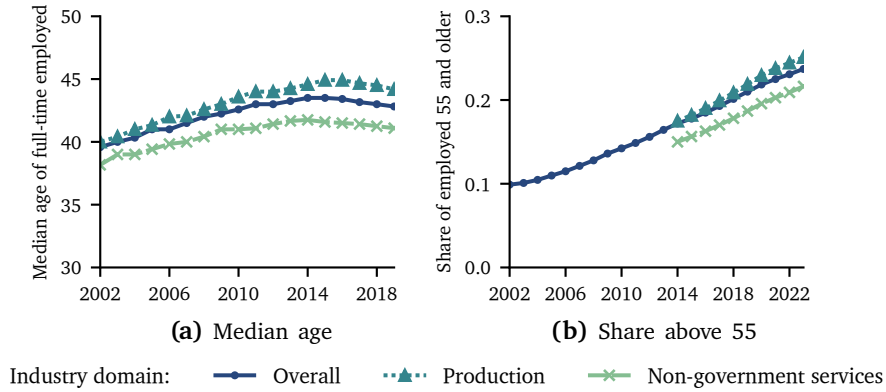 Median age of full-time employed
50
45
40
35
30
2002 2006 2010 2014 2018
(a) Median age
Share of employed 55 and older
0.3
0.2
0.1
0.0
2002 2006 2010 2014 2018 2022
(b) Share above 55
Industry domain: Overall Production Non-government services